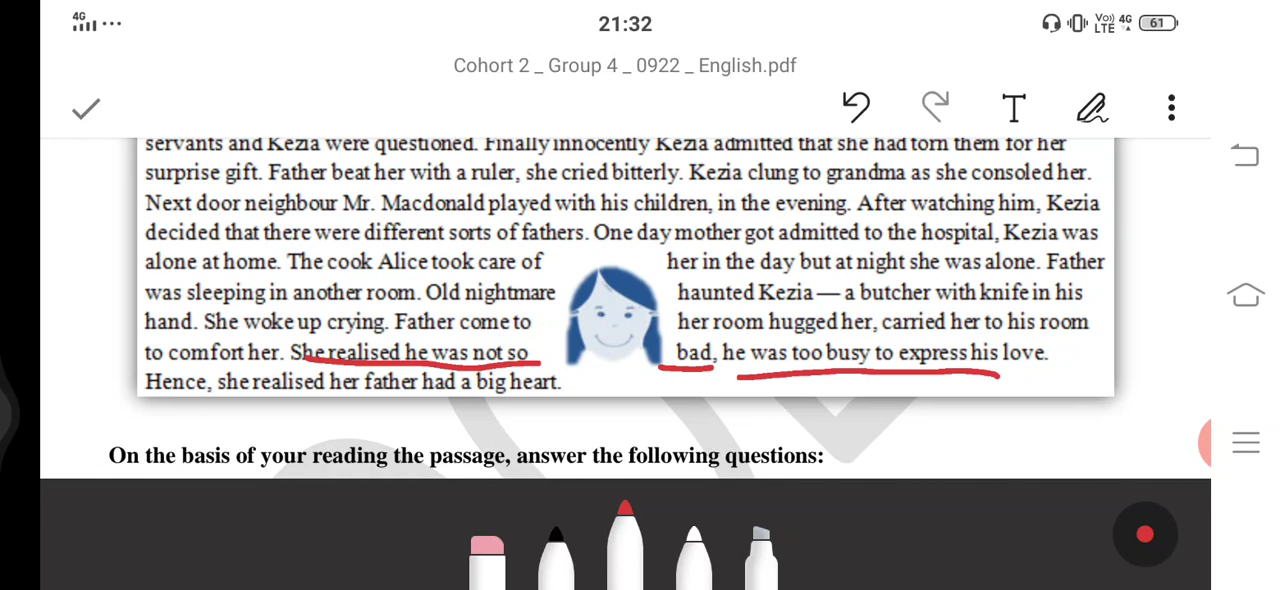 4G
21:32
Vo))
LTE
4G
61
Cohort 2 _ Group 4 _ 0922 _ English.pdf
T
servants and Kezia were questioned. Finally innocently Kezia admitted that she had torn them for her
surprise gift. Father beat her with a ruler, she cried bitterly. Kezia clung to grandma as she consoled her.
Next door neighbour Mr. Macdonald played with his children, in the evening. After watching him, Kezia
decided that there were different sorts of fathers. One day mother got admitted to the hospital, Kezia was
alone at home. The cook Alice took care of her in the day but at night she was alone. Father
was sleeping in another room. Old nightmare haunted Kezia — a butcher with knife in his
hand. She woke up crying. Father come to her room hugged her, carried her to his room
to comfort her. She realised he was not so bad, he was too busy to express his love.
Hence, she realised her father had a big heart.
On the basis of your reading the passage, answer the following questions: